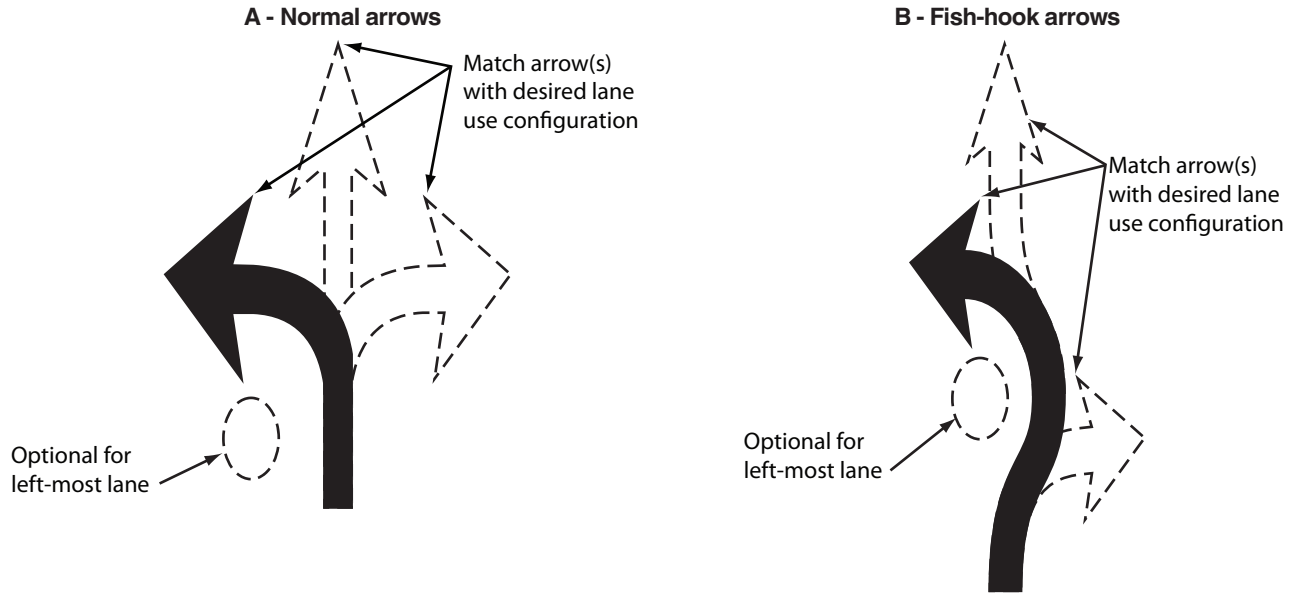 A - Normal arrows
Match arrow(s)
with desired lane
use configuration
Optional for
left-most lane
B - Fish-hook arrows
Match arrow(s)
with desired lane
use configuration
Optional for
left-most lane